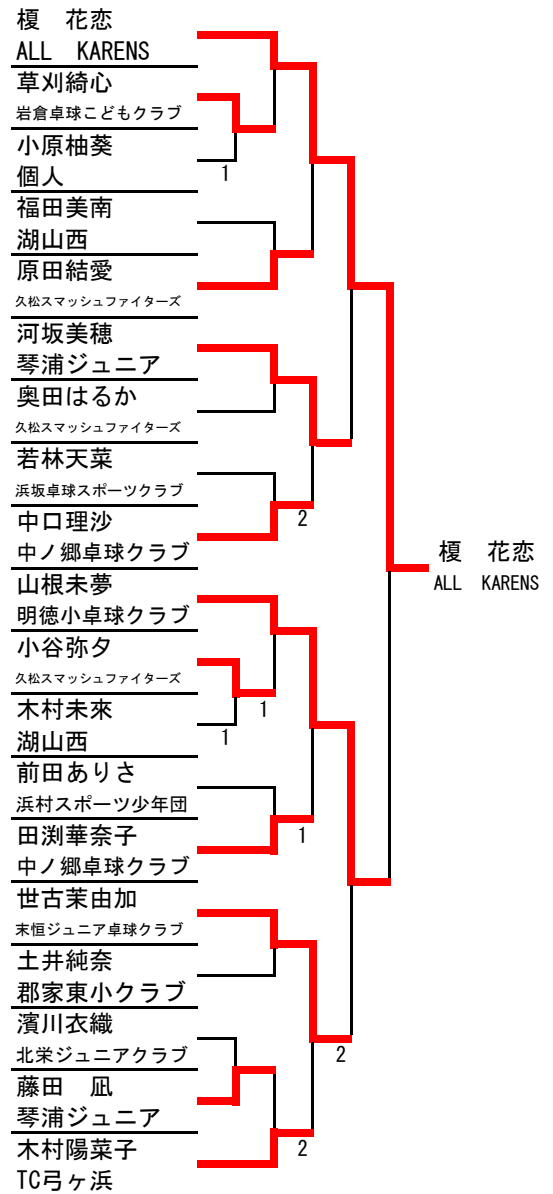 榎　花恋
ALL　KARENS
草刈綺心
岩倉卓球こどもクラブ
小原柚葵
個人
1
福田美南
湖山西
原田結愛
久松スマッシュファイターズ
河坂美穂
琴浦ジュニア
奥田はるか
久松スマッシュファイターズ
若林天菜
浜坂卓球スポーツクラブ
中口理沙
2
中ノ郷卓球クラブ
榎　花恋
ALL　KARENS
山根未夢
明徳小卓球クラブ
小谷弥夕
久松スマッシュファイターズ
木村未來
1
湖山西
1
前田ありさ
浜村スポーツ少年団
田渕華奈子
1
中ノ郷卓球クラブ
世古茉由加
末恒ジュニア卓球クラブ
土井純奈
郡家東小クラブ
濱川衣織
北栄ジュニアクラブ
2
藤田　凪
琴浦ジュニア
木村陽菜子
2
TC弓ヶ浜